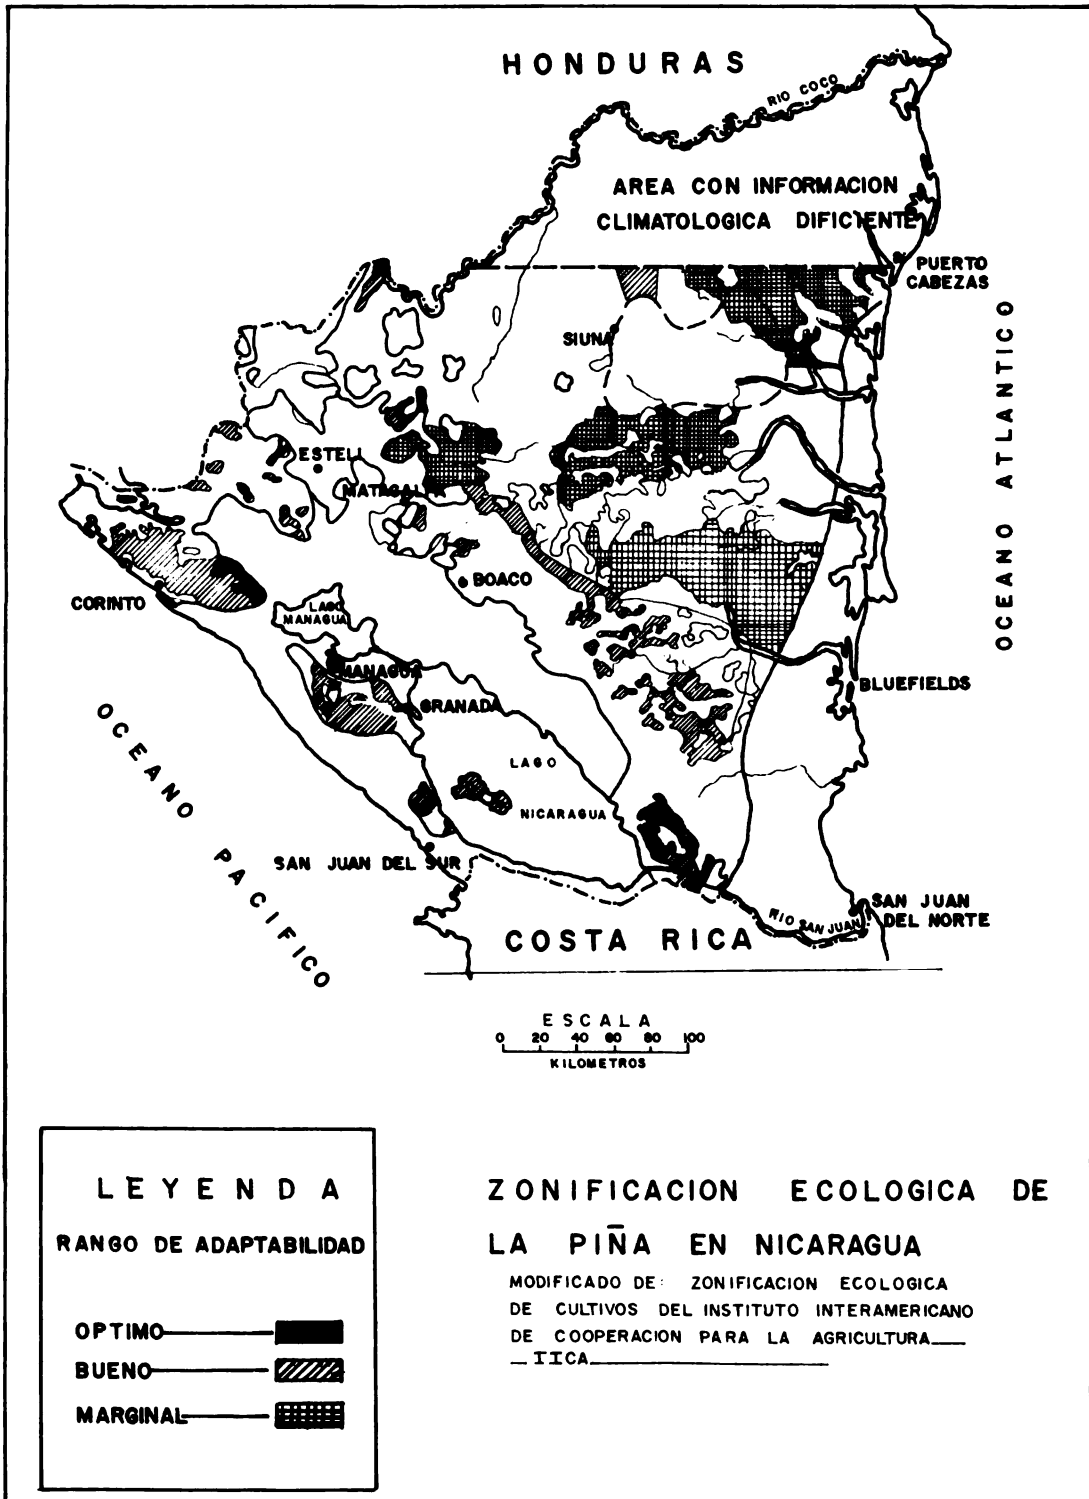 HONDURAS
RIO COCO
AREA CON INFORMACION
CLIMATOLOGICA DIFICIENTE
PUERTO
CABEZAS
SIUNA
OCEANO ATLANTICO
ESTELI
MATAGALPA
BOACO
CORINTO
LAGO
MANAGUA
MANAGUA
GRANADA
BLUEFIELDS
OCEANO PACIFICO
LAGO
NICARAGUA
SAN JUAN DEL SUR
SAN JUAN
DEL NORTE
RIO SAN JUAN
COSTA RICA
ESCALA
0 20 40 60 80 100
KILOMETROS
LEYENDA
RANGO DE ADAPTABILIDAD
OPTIMO
BUENO
MARGINAL
ZONIFICACION ECOLOGICA DE
LA PIÑA EN NICARAGUA
MODIFICADO DE: ZONIFICACION ECOLOGICA
DE CULTIVOS DEL INSTITUTO INTERAMERICANO
DE COOPERACION PARA LA AGRICULTURA__
_ IICA__________